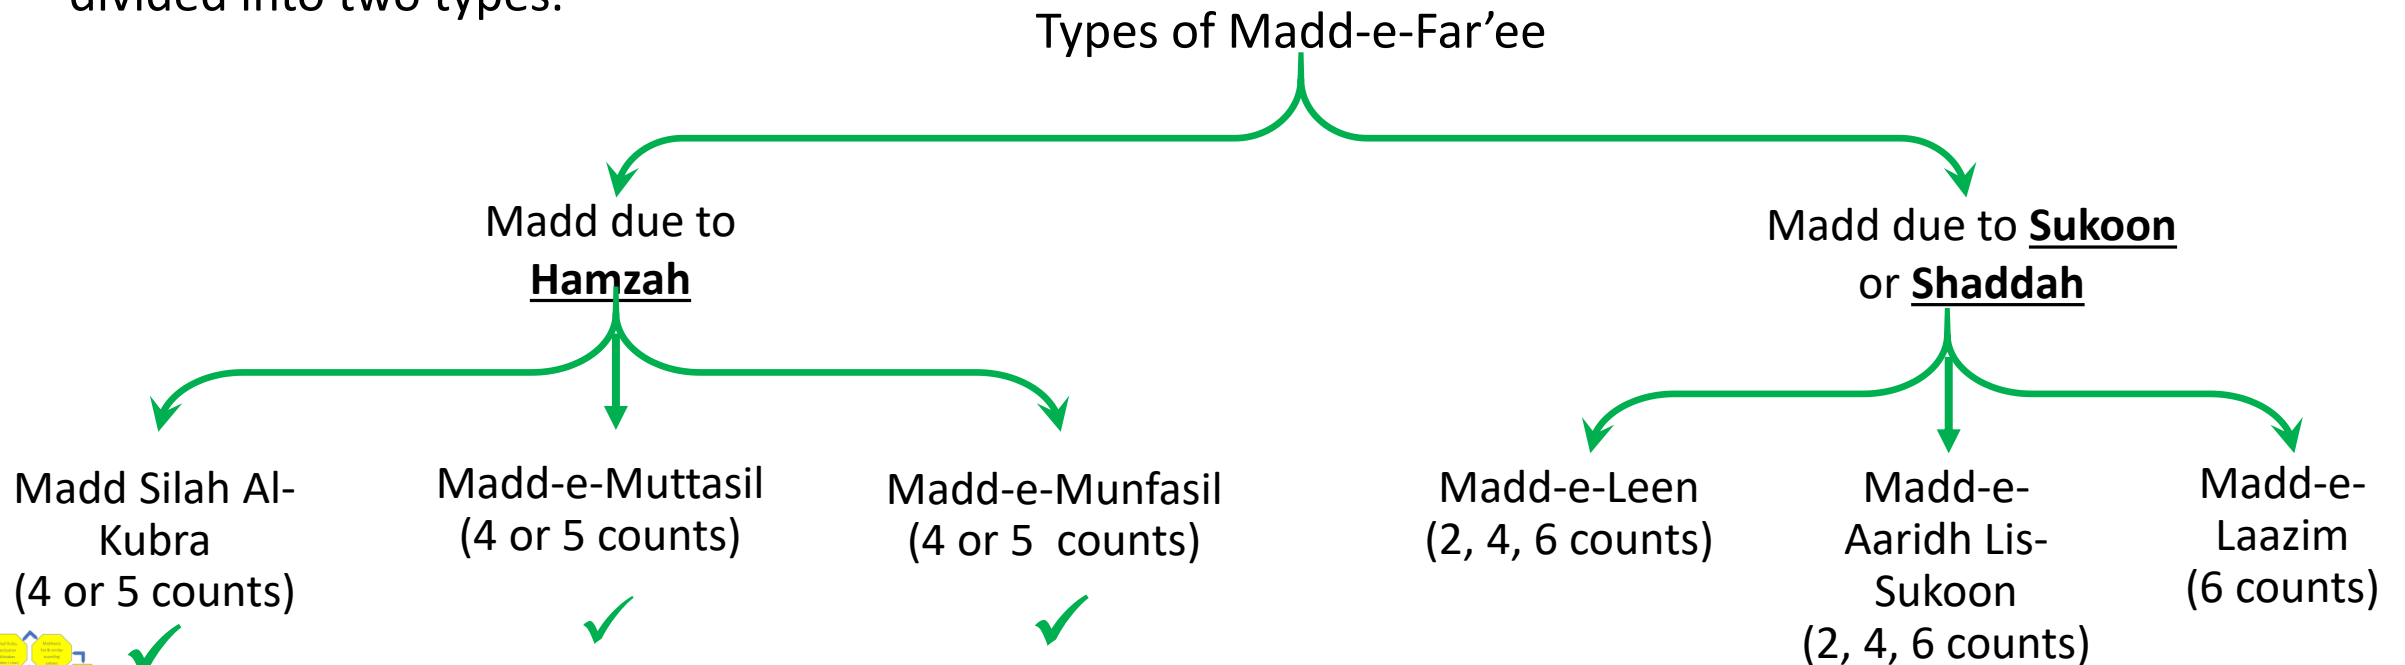 divided into two types.
Types of Madd-e-Far’ee
Madd due to
Hamzah
Madd due to Sukoon
or Shaddah
Madd Silah Al-
Kubra
(4 or 5 counts)
Madd-e-Muttasil
(4 or 5 counts)
Madd-e-Munfasil
(4 or 5 counts)
Madd-e-Leen
(2, 4, 6 counts)
Madd-e-
Aaridh Lis-
Sukoon
(2, 4, 6 counts)
Madd-e-
Laazim
(6 counts)